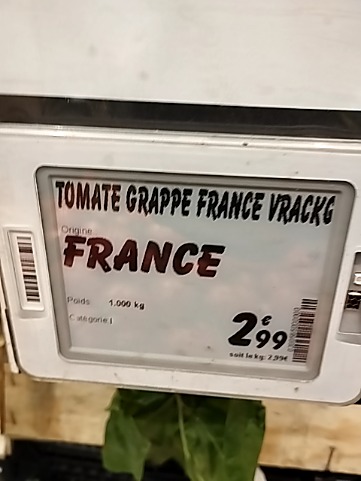 TOMATE GRAPPE FRANCE VRACKG
Origine
FRANCE
Poids 1.000 kg
Catégorie I
2€99
soit le kg: 2,99€